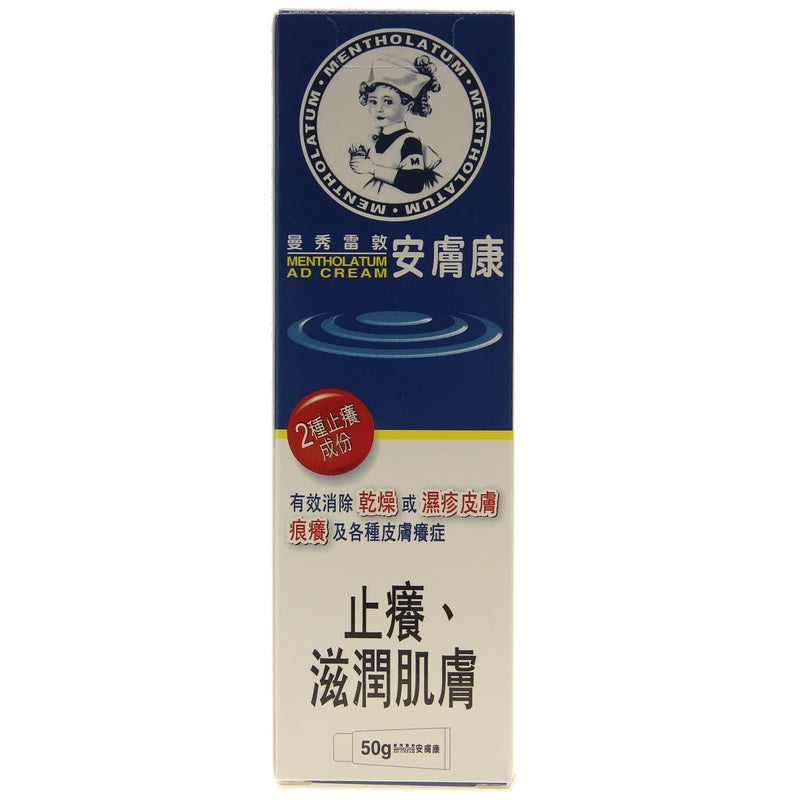 MENTHOLATUM • MENTHOLATUM • MENTHOLATUM • MENTHOLATUM •
M
曼秀雷敦
MENTHOLATUM
AD CREAM
安膚康
2種止癢
成份
有效消除 乾燥 或 濕疹皮膚
痕癢 及各種皮膚癢症
止癢、
滋潤肌膚
50g 安膚康